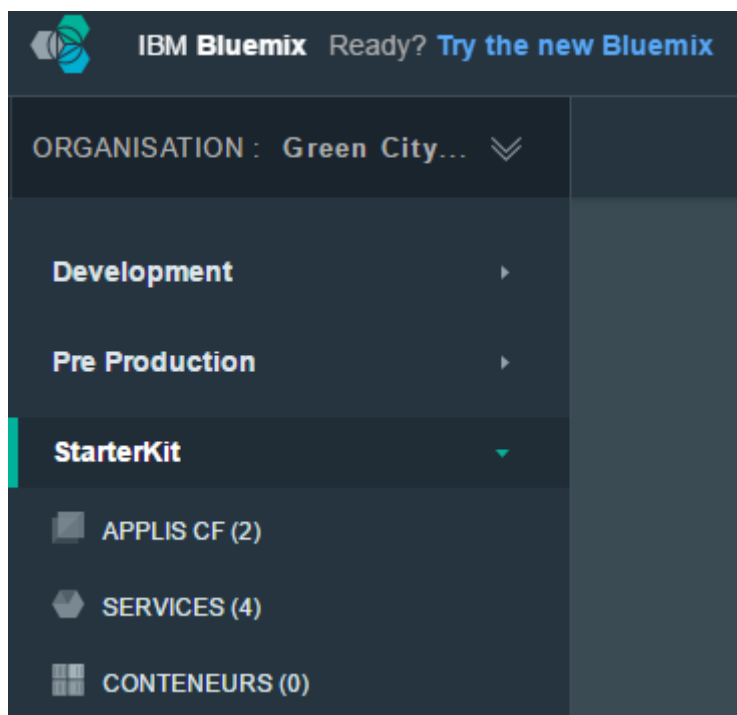 IBM Bluemix Ready? Try the new Bluemix
ORGANISATION : Green City...
Development
Pre Production
StarterKit
APPLIS CF (2)
SERVICES (4)
CONTENEURS (0)